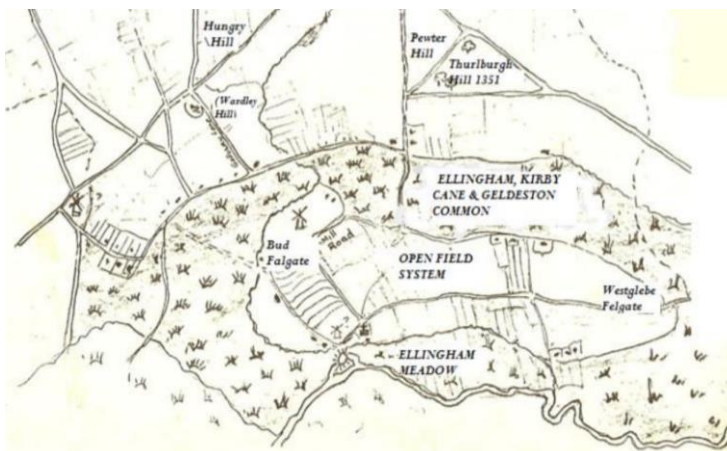 Hungry
Hill
Pewter
Hill
Thurlburgh
Hill 1351
(Wardley
Hill)
ELLINGHAM, KIRBY
CANE & GELDESTON
COMMON
Mill
Road
Bud
Falgate
OPEN FIELD
SYSTEM
Westglebe
Felgate
ELLINGHAM
MEADOW